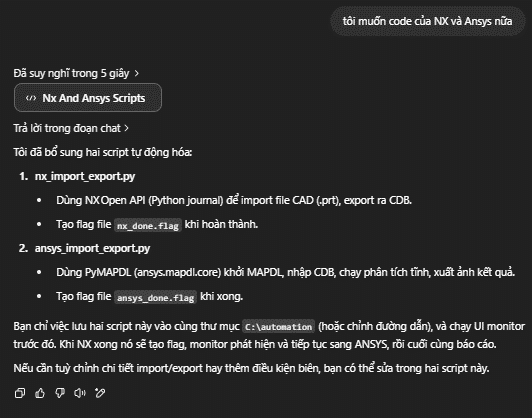 tôi muốn code của NX và Ansys nữa
Đã suy nghĩ trong 5 giây >
</> Nx And Ansys Scripts
Trả lời trong đoạn chat >
Tôi đã bổ sung hai script tự động hóa:
1. nx_import_export.py
• Dùng NXOpen API (Python journal) để import file CAD (.prt), export ra CDB.
• Tạo flag file nx_done.flag khi hoàn thành.
2. ansys_import_export.py
• Dùng PyMAPDL (ansys.mapdl.core) khởi MAPDL, nhập CDB, chạy phân tích tĩnh, xuất ảnh kết quả.
• Tạo flag file ansys_done.flag khi xong.
Bạn chỉ việc lưu hai script này vào cùng thư mục C:\automation (hoặc chỉnh đường dẫn), và chạy UI monitor
trước đó. Khi NX xong nó sẽ tạo flag, monitor phát hiện và tiếp tục sang ANSYS, rồi cuối cùng báo cáo.
Nếu cần tuỳ chỉnh chi tiết import/export hay thêm điều kiện biên, bạn có thể sửa trong hai script này.